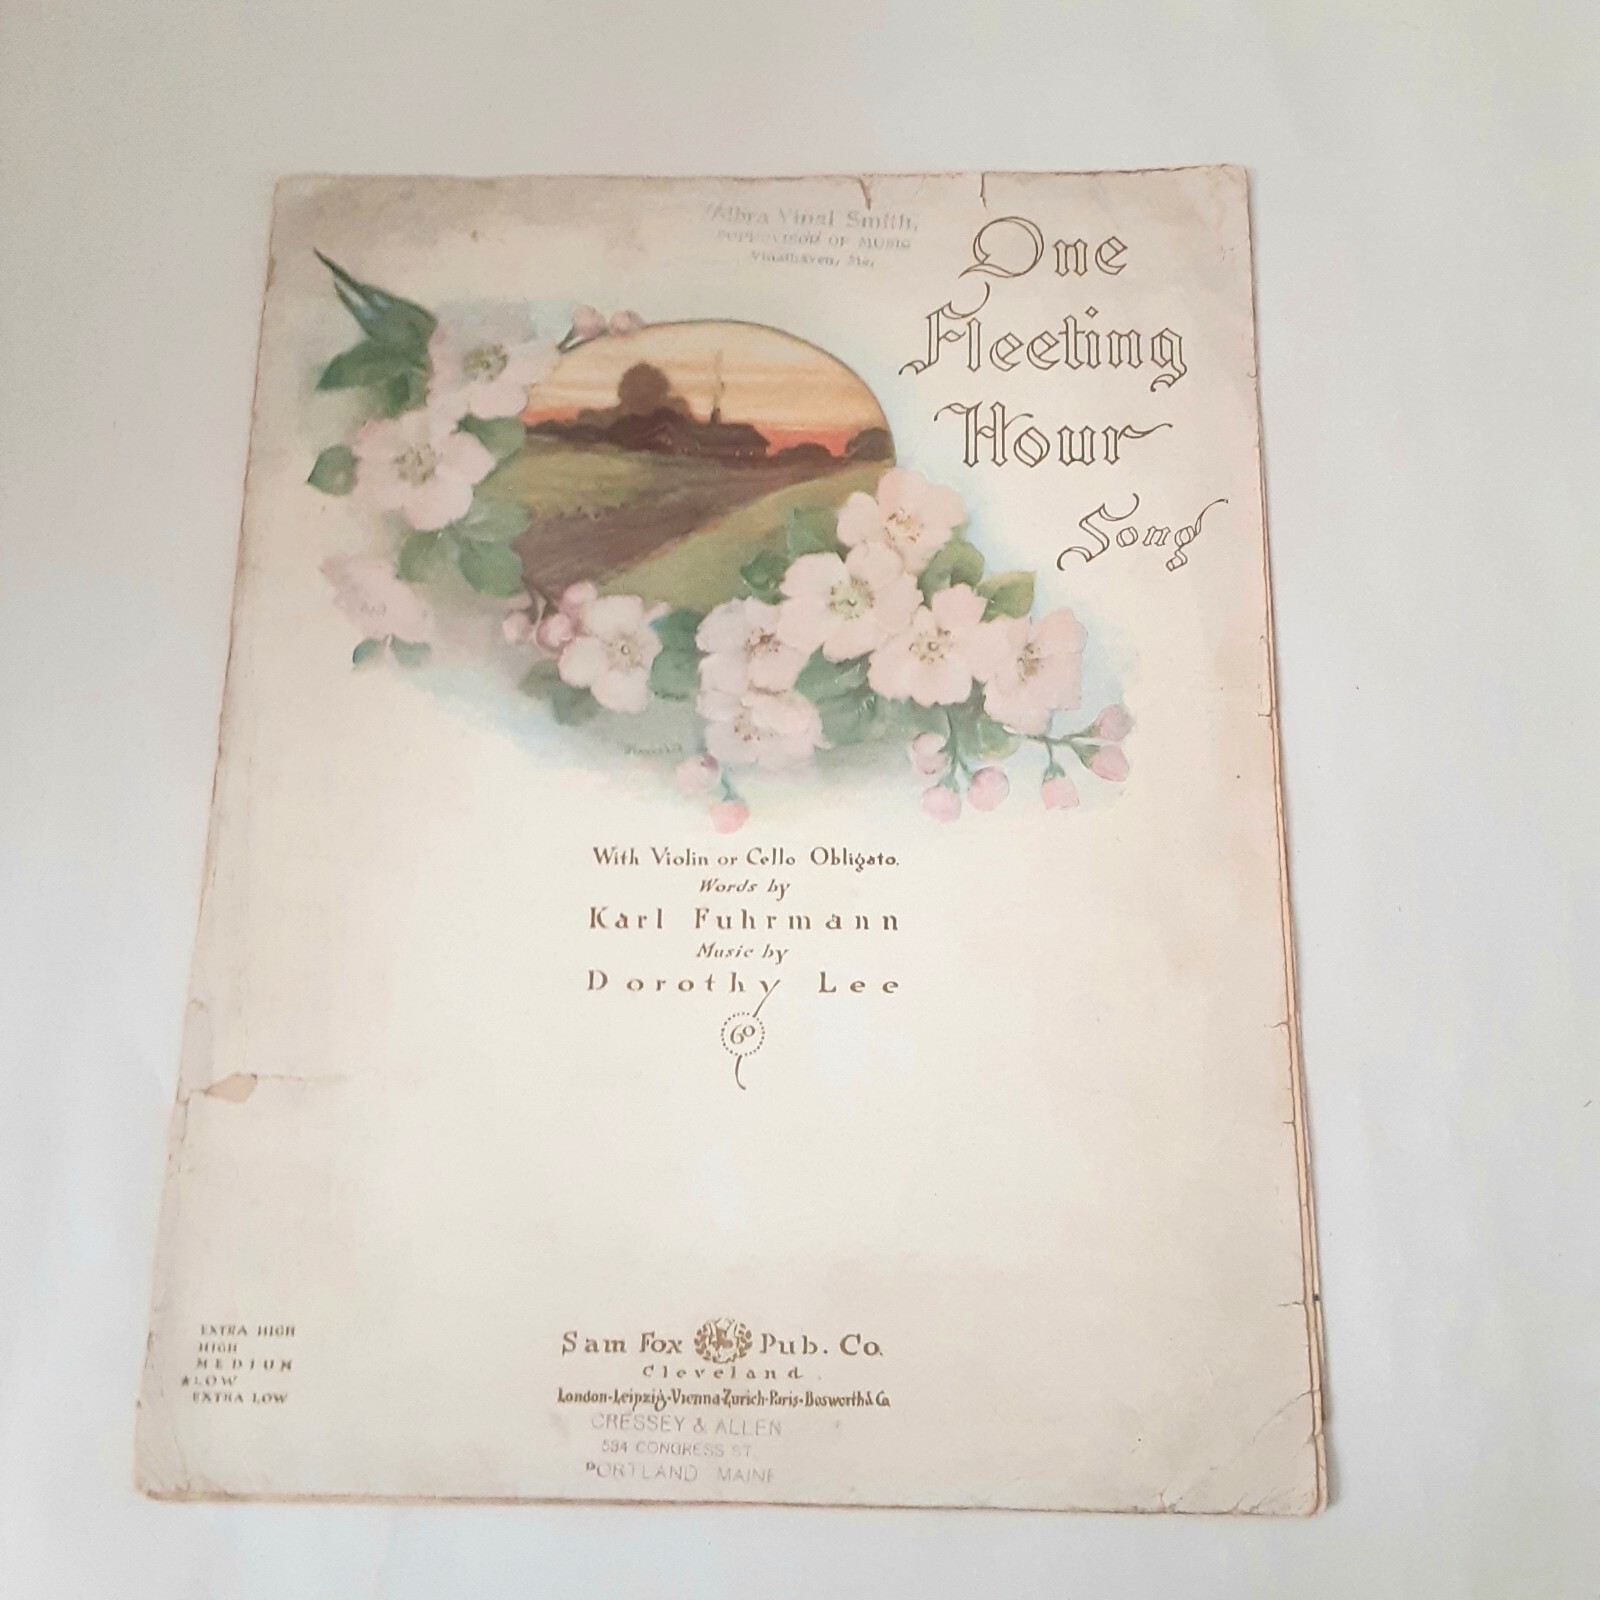 Albra Vinal Smith,
SUPERVISOR OF MUSIC
Vinalhaven, Me.
One
Fleeting
Hour
Song
With Violin or Cello Obligato.
Words by
Karl Fuhrmann
Music by
Dorothy Lee
60
EXTRA HIGH
HIGH
MEDIUM
★LOW
EXTRA LOW
Sam Fox Pub. Co.
Cleveland
London-Leipzig-Vienna-Zurich-Paris-Bosworth & Co
CRESSEY & ALLEN
534 CONGRESS ST
PORTLAND MAINE